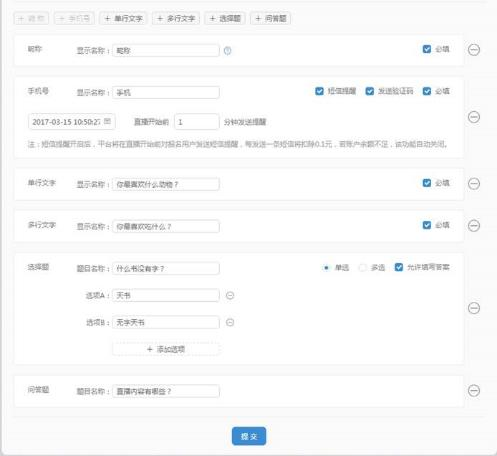 + 昵称 + 手机号 + 单行文字 + 多行文字 + 选择题 + 问答题
昵称 显示名称： 昵称 必填
手机号 显示名称： 手机 短信提醒 发送验证码 必填
2017-03-15 10:50:27 直播开始前 1 分钟发送提醒
注：短信提醒开启后，平台将在直播开始前对报名用户发送短信提醒，每发送一条短信将扣除0.1元，若账户余额不足，该功能自动关闭。
单行文字 显示名称： 你最喜欢什么动物？ 必填
多行文字 显示名称： 你最喜欢吃什么？ 必填
选择题 题目名称： 什么书没有字？ 单选 多选 允许填写答案
选项A： 天书
选项B： 无字天书
+ 添加选项
问答题 题目名称： 直播内容有哪些？
提交